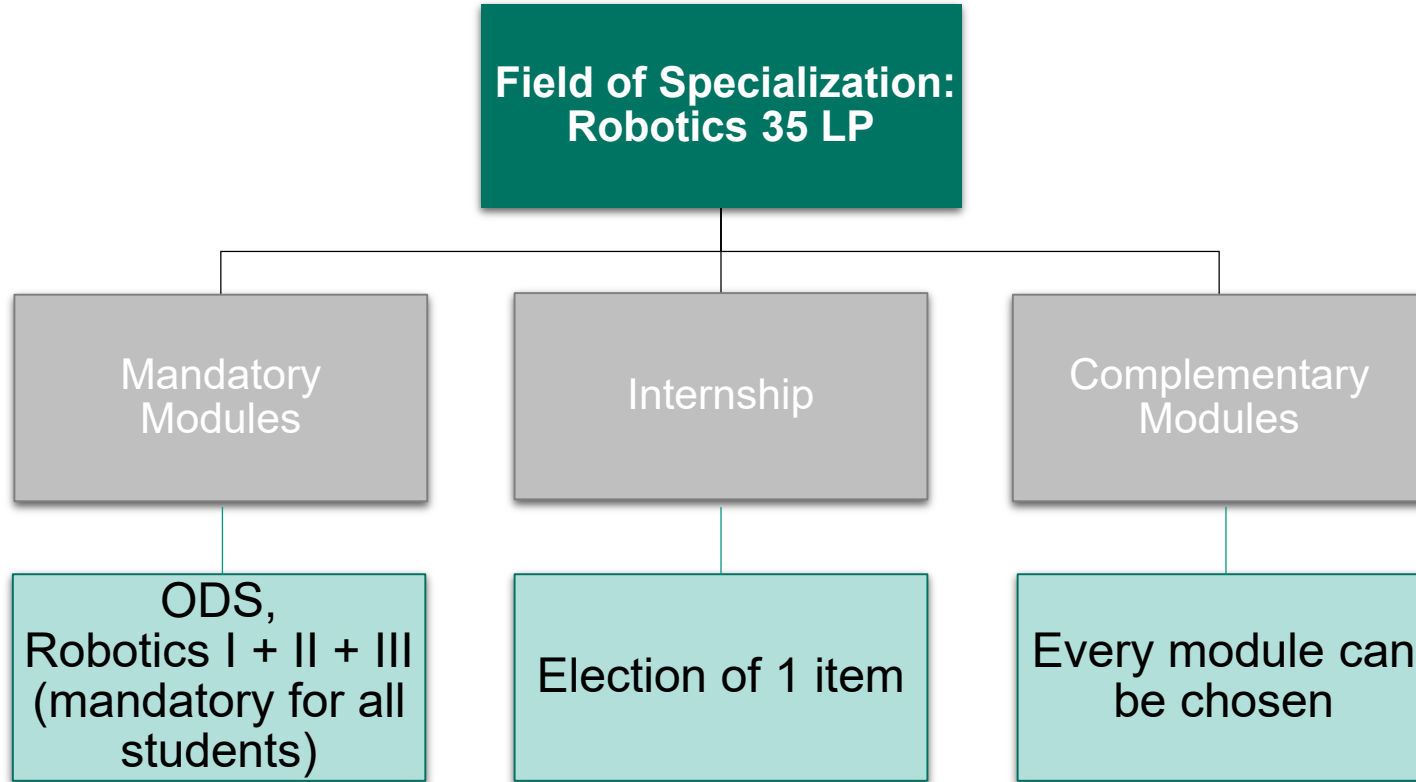 Field of Specialization:
Robotics 35 LP
Mandatory
Modules
Internship
Complementary
Modules
ODS,
Robotics I + II + III
(mandatory for all
students)
Election of 1 item
Every module can
be chosen